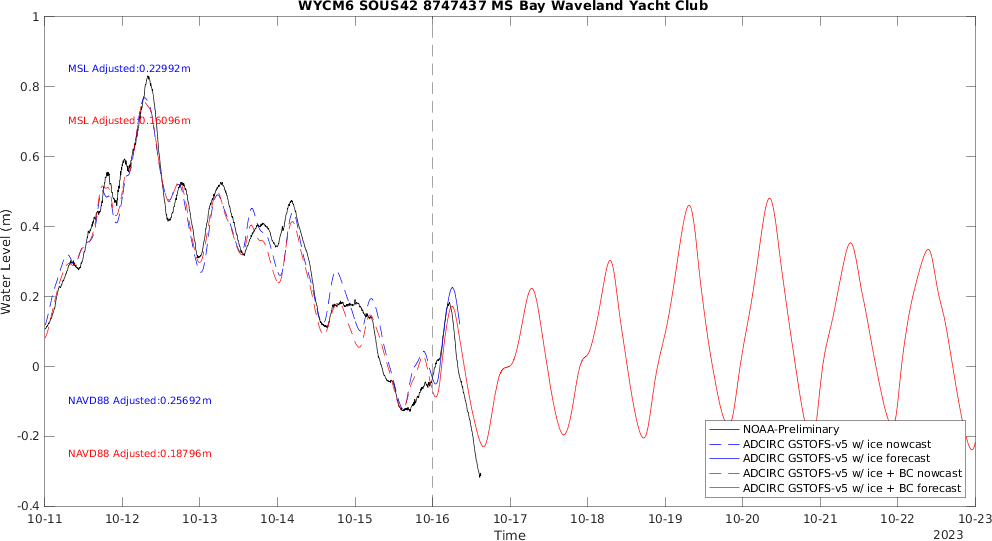 WYCM6 SOUS42 8747437 MS Bay Waveland Yacht Club
1
0.8
0.6
0.4
0.2
0
-0.2
-0.4
Water Level (m)
MSL Adjusted:0.22992m
MSL Adjusted:0.16096m
NAVD88 Adjusted:0.25692m
NAVD88 Adjusted:0.18796m
NOAA-Preliminary
ADCIRC GSTOFS-v5 w/ ice nowcast
ADCIRC GSTOFS-v5 w/ ice forecast
ADCIRC GSTOFS-v5 w/ ice + BC nowcast
ADCIRC GSTOFS-v5 w/ ice + BC forecast
10-11 10-12 10-13 10-14 10-15 10-16 10-17 10-18 10-19 10-20 10-21 10-22 10-23
Time
2023